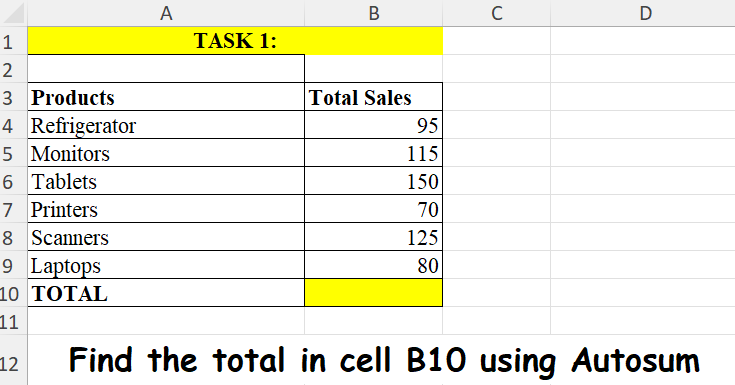 A B C D
1 TASK 1:
2
3 Products Total Sales
4 Refrigerator 95
5 Monitors 115
6 Tablets 150
7 Printers 70
8 Scanners 125
9 Laptops 80
10 TOTAL
11
12 Find the total in cell B10 using Autosum